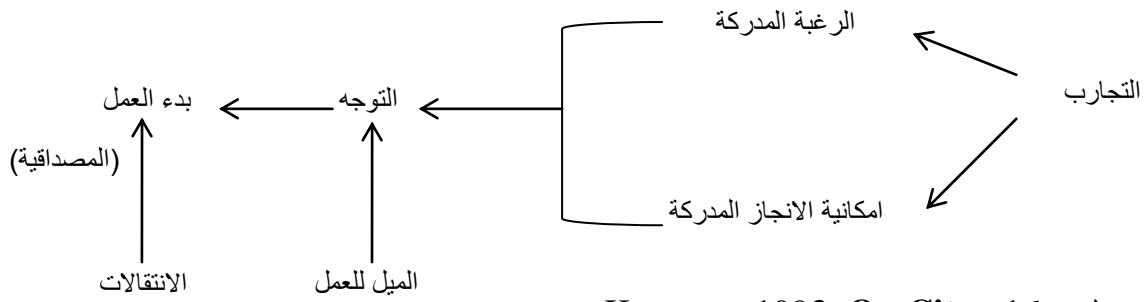 الرغبة المدركة
التجارب
التوجه
بدء العمل
(المصداقية)
امكانية الانجاز المدركة
الميل للعمل
الانتقالات